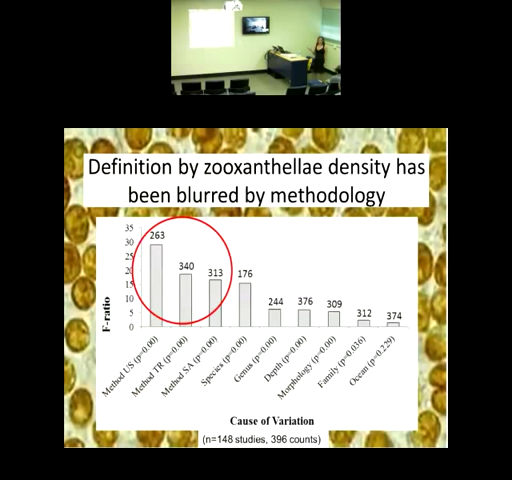 Definition by zooxanthellae density has
been blurred by methodology
35
30
25
20
15
10
5
0
F-ratio
263
340
313
176
244
376
309
312
374
Method US (p=0.00)
Method TR (p=0.00)
Method SA (p=0.00)
Species (p=0.00)
Genus (p=0.00)
Depth (p=0.00)
Morphology (p=0.00)
Family (p=0.036)
Ocean (p=0.229)
Cause of Variation
(n=148 studies, 396 counts)